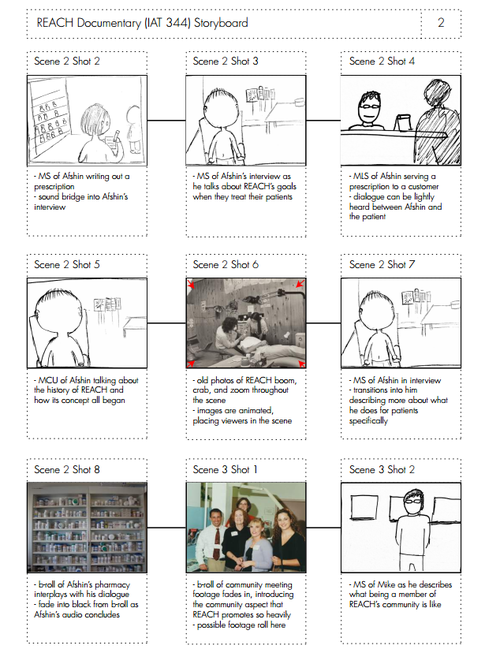 REACH Documentary (IAT 344) Storyboard
2
Scene 2 Shot 2
- MS of Afshin writing out a
prescription
- sound bridge into Afshin's
interview
Scene 2 Shot 3
- MS of Afshin's interview as
he talks about REACH's goals
when they treat their patients
Scene 2 Shot 4
- MLS of Afshin serving a
prescription to a customer
- dialogue can be lightly
heard between Afshin and
the patient
Scene 2 Shot 5
- MCU of Afshin talking about
the history of REACH and
how its concept all began
Scene 2 Shot 6
- old photos of REACH boom,
crab, and zoom throughout
the scene
- images are animated,
placing viewers in the scene
Scene 2 Shot 7
- MS of Afshin in interview
- transitions into him
describing more about what
he does for patients
specifically
Scene 2 Shot 8
- b-roll of Afshin's pharmacy
interplays with his dialogue
- fade into black from b-roll as
Afshin's audio concludes
Scene 3 Shot 1
- b-roll of community meeting
footage fades in, introducing
the community aspect that
REACH promotes so heavily
- possible footage roll here
Scene 3 Shot 2
- MS of Mike as he describes
what being a member of
REACH's community is like